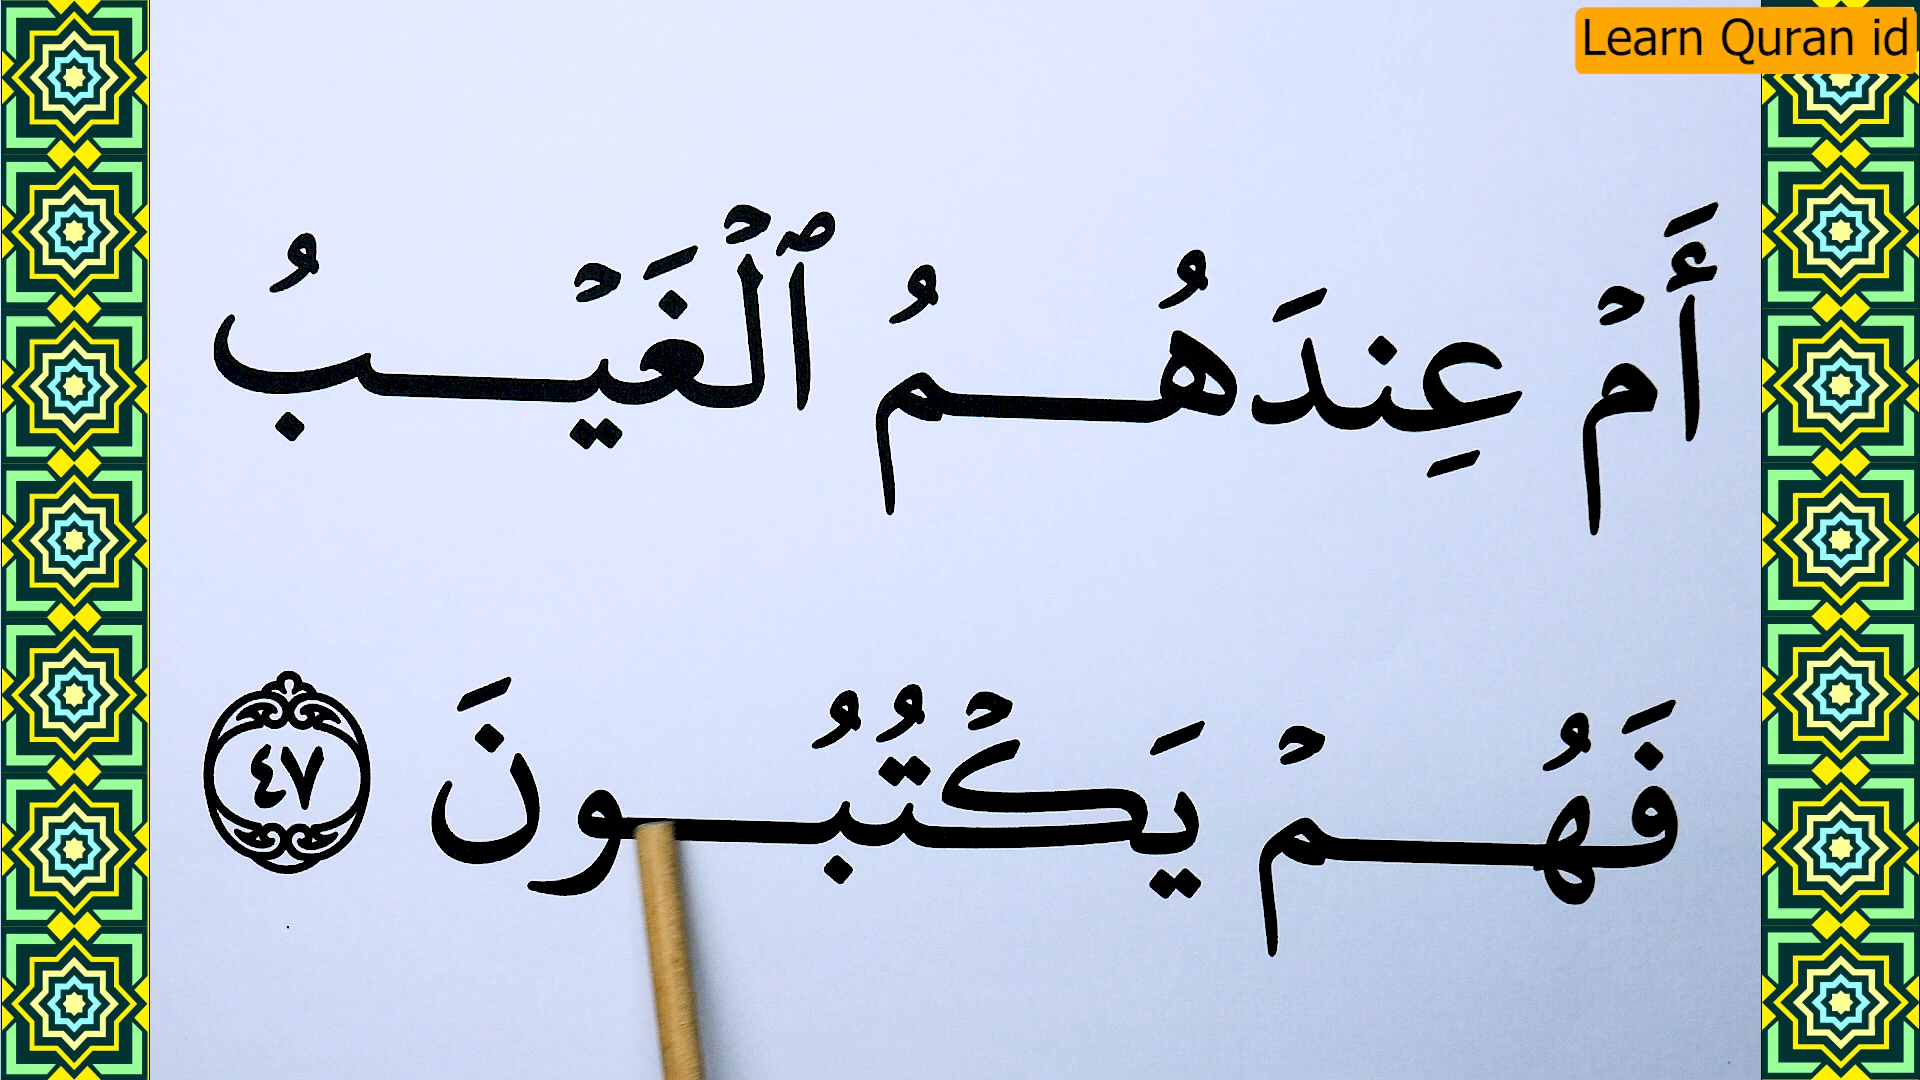 Learn Quran id
أَمْ عِندَهُمُ ٱلْغَيْبُ
فَهُمْ يَكْتُبُونَ ٤٧